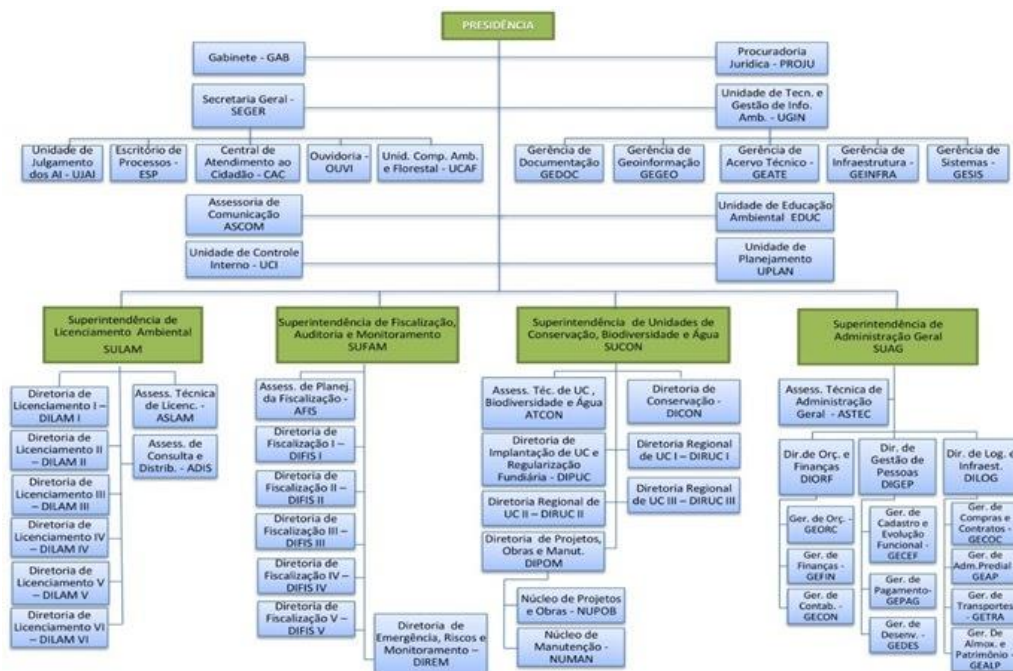 PRESIDÊNCIA
Gabinete - GAB
Procuradoria
Jurídica - PROJU
Secretaria Geral -
SEGER
Unidade de Tecn. e
Gestão de Info.
Amb. - UGIN
Unidade de
Julgamento
dos AI - UJAI
Escritório de
Processos -
ESP
Central de
Atendimento ao
Cidadão - CAC
Ouvidoria -
OUVI
Unid. Comp. Amb.
e Florestal - UCAF
Gerência de
Documentação
GEDOC
Gerência de
Geoinformação
GEGEO
Gerência de
Acervo Técnico -
GEATE
Gerência de
Infraestrutura -
GEINFRA
Gerência de
Sistemas -
GESIS
Assessoria de
Comunicação
ASCOM
Unidade de Educação
Ambiental EDUC
Unidade de Controle
Interno - UCI
Unidade de
Planejamento
UPLAN
Superintendência de
Licenciamento Ambiental
SULAM
Superintendência de Fiscalização,
Auditoria e Monitoramento
SUFAM
Superintendência de Unidades de
Conservação, Biodiversidade e Água
SUCON
Superintendência de
Administração Geral
SUAG
Diretoria de
Licenciamento I –
DILAM I
Assess. Técnica
de Licenc. -
ASLAM
Diretoria de
Licenciamento II
– DILAM II
Assess. de
Consulta e
Distrib. - ADIS
Diretoria de
Licenciamento III
– DILAM III
Diretoria de
Licenciamento IV
– DILAM IV
Diretoria de
Licenciamento V
– DILAM V
Diretoria de
Licenciamento VI
– DILAM VI
Assess. de Planej.
da Fiscalização -
AFIS
Diretoria de
Fiscalização I –
DIFIS I
Diretoria de
Fiscalização II –
DIFIS II
Diretoria de
Fiscalização III –
DIFIS III
Diretoria de
Fiscalização IV –
DIFIS IV
Diretoria de
Fiscalização V –
DIFIS V
Diretoria de
Emergência, Riscos e
Monitoramento –
DIREM
Assess. Téc. de UC ,
Biodiversidade e Água
ATCON
Diretoria de
Conservação -
DICON
Diretoria de
Implantação de UC e
Regularização
Fundiária – DIPUC
Diretoria Regional
de UC I – DIRUC I
Diretoria Regional de
UC II – DIRUC II
Diretoria Regional
de UC III – DIRUC III
Diretoria de Projetos,
Obras e Manut.
DIPOM
Núcleo de Projetos
e Obras - NUPOB
Núcleo de
Manutenção -
NUMAN
Assess. Técnica de
Administração
Geral - ASTEC
Dir.de Orç. e
Finanças
DIORF
Dir. de
Gestão de
Pessoas
DIGEP
Dir. de Log. e
Infraest.
DILOG
Ger. de Orç. -
GEORC
Ger. de
Finanças -
GEFIN
Ger. de
Contab. -
GECON
Ger. de
Cadastro e
Evolução
Funcional -
GECEF
Ger. de
Pagamento-
GEPAG
Ger. de
Desenv. -
GEDES
Ger. de
Compras e
Contratos -
GECOC
Ger. de
Adm.Predial -
GEAP
Ger. de
Transportes -
GETRA
Ger. De
Almox. e
Patrimônio -
GEALP